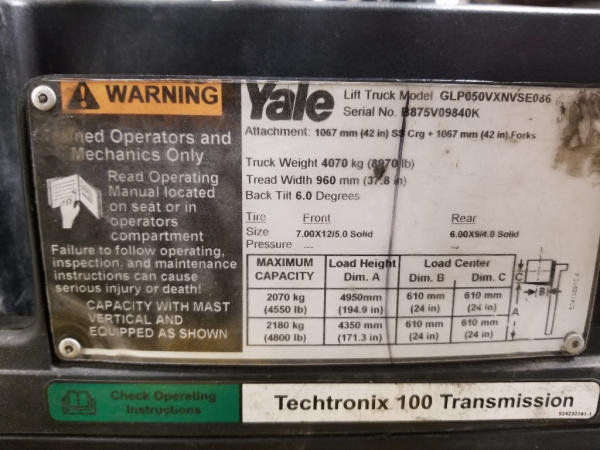 WARNING
Operators and
Mechanics Only
Read Operating
Manual located
on seat or in
operators
compartment
Failure to follow operating,
inspection, and maintenance
instructions can cause
serious injury or death!
CAPACITY WITH MAST
VERTICAL AND
EQUIPPED AS SHOWN
Yale
Lift Truck Model GLP050VXNVSE086
Serial No. B875V09840K
Attachment: 1067 mm (42 in) SS Crg + 1067 mm (42 in).Forks
Truck Weight 4070 kg (8970 lb)
Tread Width 960 mm (37.8 in)
Back Tilt 6.0 Degrees
Tire Front Rear
Size 7.00X12/5.0 Solid 6.00X9/4.0 Solid
Pressure --- ---
MAXIMUM CAPACITY Load Height Dim. A Load Center Dim. B Dim. C
2070 kg 4950mm 610 mm 610 mm
(4550 lb) (194.9 in) (24 in) (24 in)
2180 kg 4350 mm 610 mm 610 mm
(4800 lb) (171.3 in) (24 in) (24 in)
C
B
A
Check Operating
Instructions
Techtronix 100 Transmission